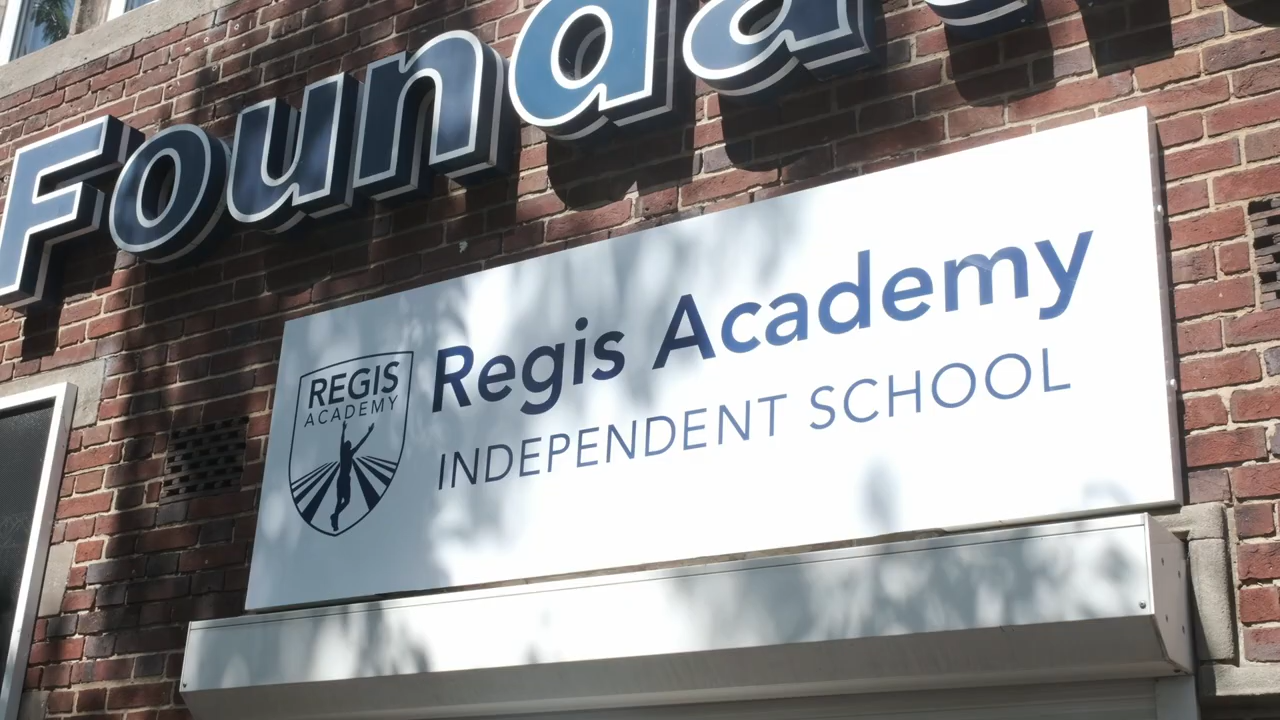 Founda
REGIS
ACADEMY
Regis Academy
INDEPENDENT SCHOOL